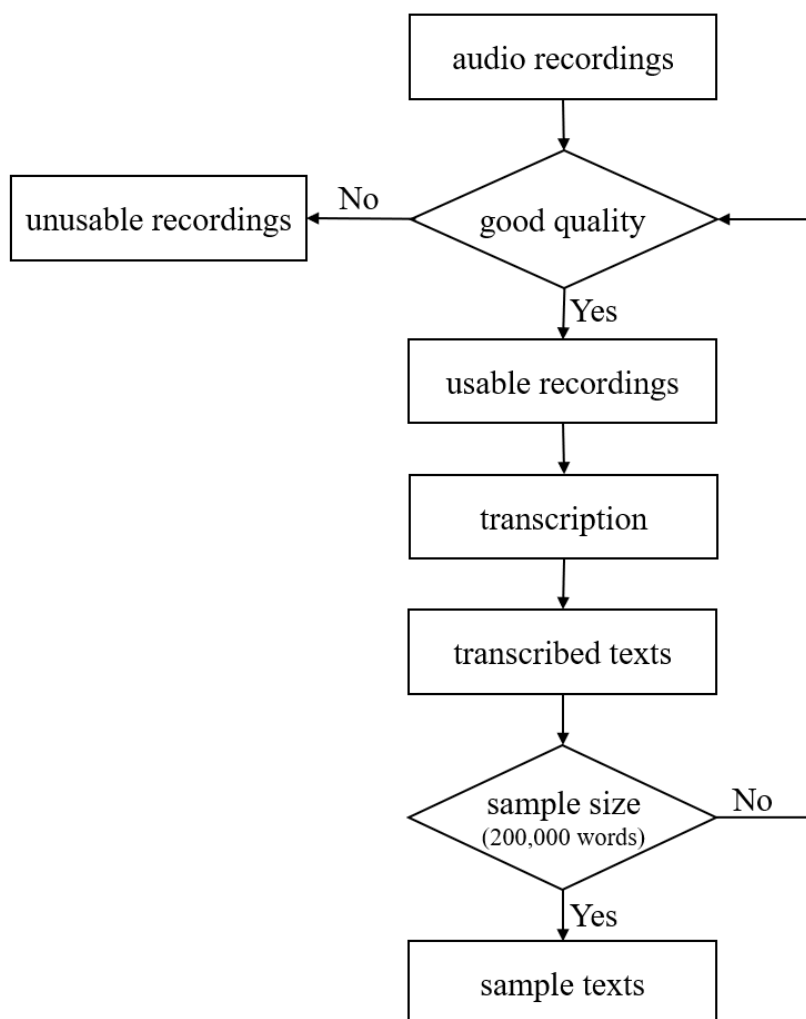 audio recordings
No
unusable recordings
good quality
Yes
usable recordings
transcription
transcribed texts
sample size
(200,000 words)
No
Yes
sample texts